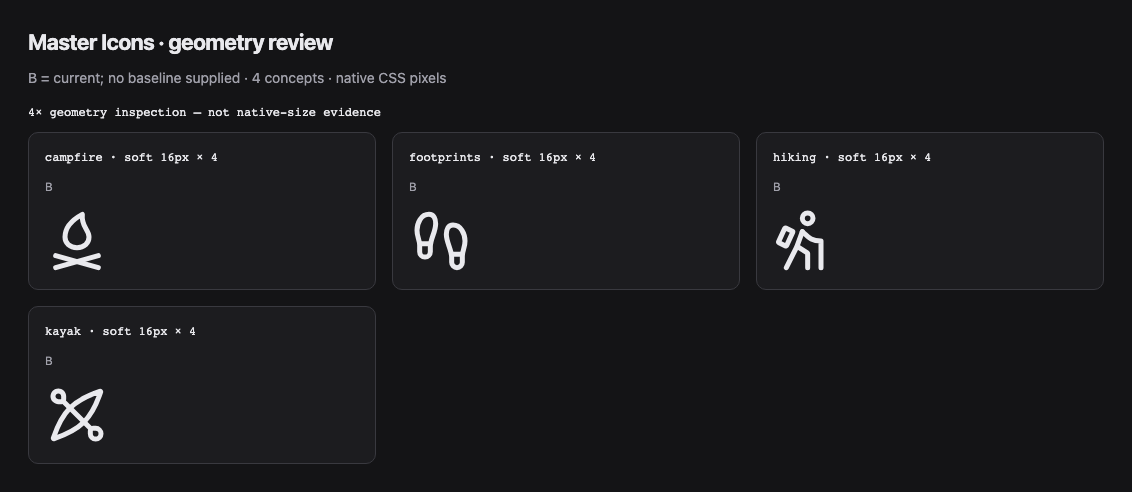 Master Icons · geometry review
B = current; no baseline supplied · 4 concepts · native CSS pixels
4× geometry inspection — not native-size evidence
campfire · soft 16px × 4
B
footprints · soft 16px × 4
B
hiking · soft 16px × 4
B
kayak · soft 16px × 4
B